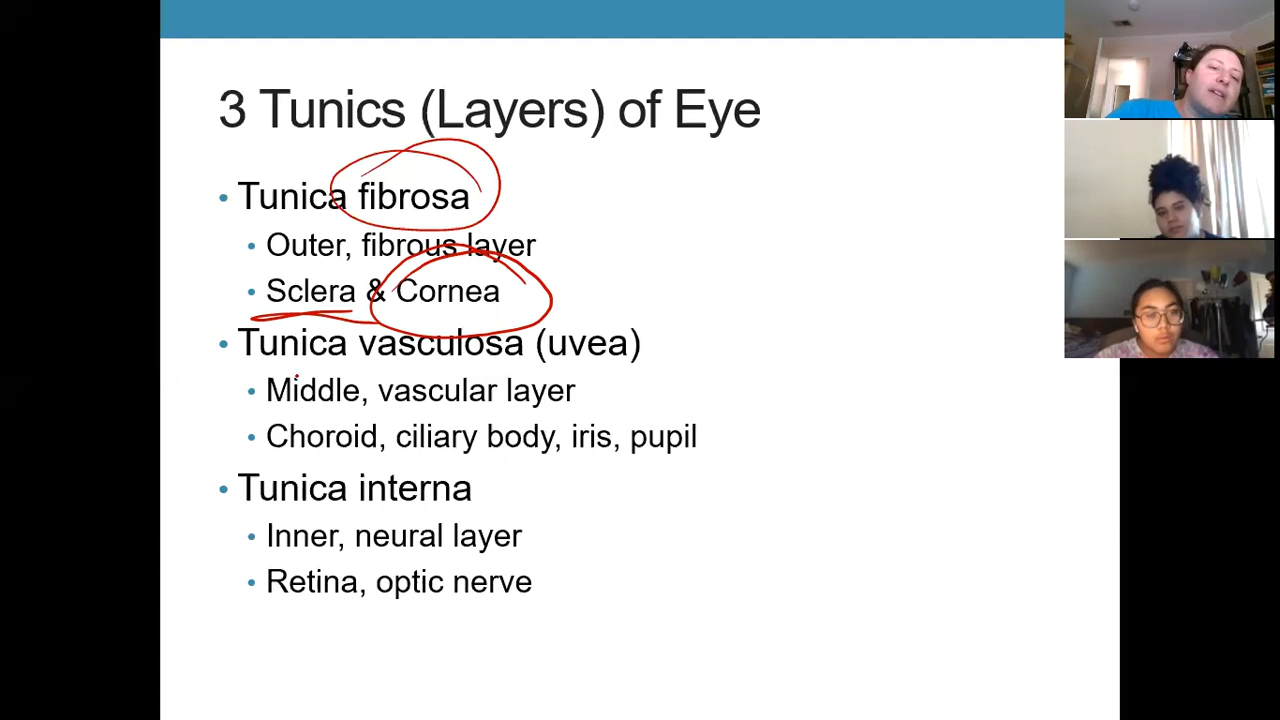 3 Tunics (Layers) of Eye
• Tunica fibrosa
• Outer, fibrous layer
• Sclera & Cornea
• Tunica vasculosa (uvea)
• Middle, vascular layer
• Choroid, ciliary body, iris, pupil
• Tunica interna
• Inner, neural layer
• Retina, optic nerve